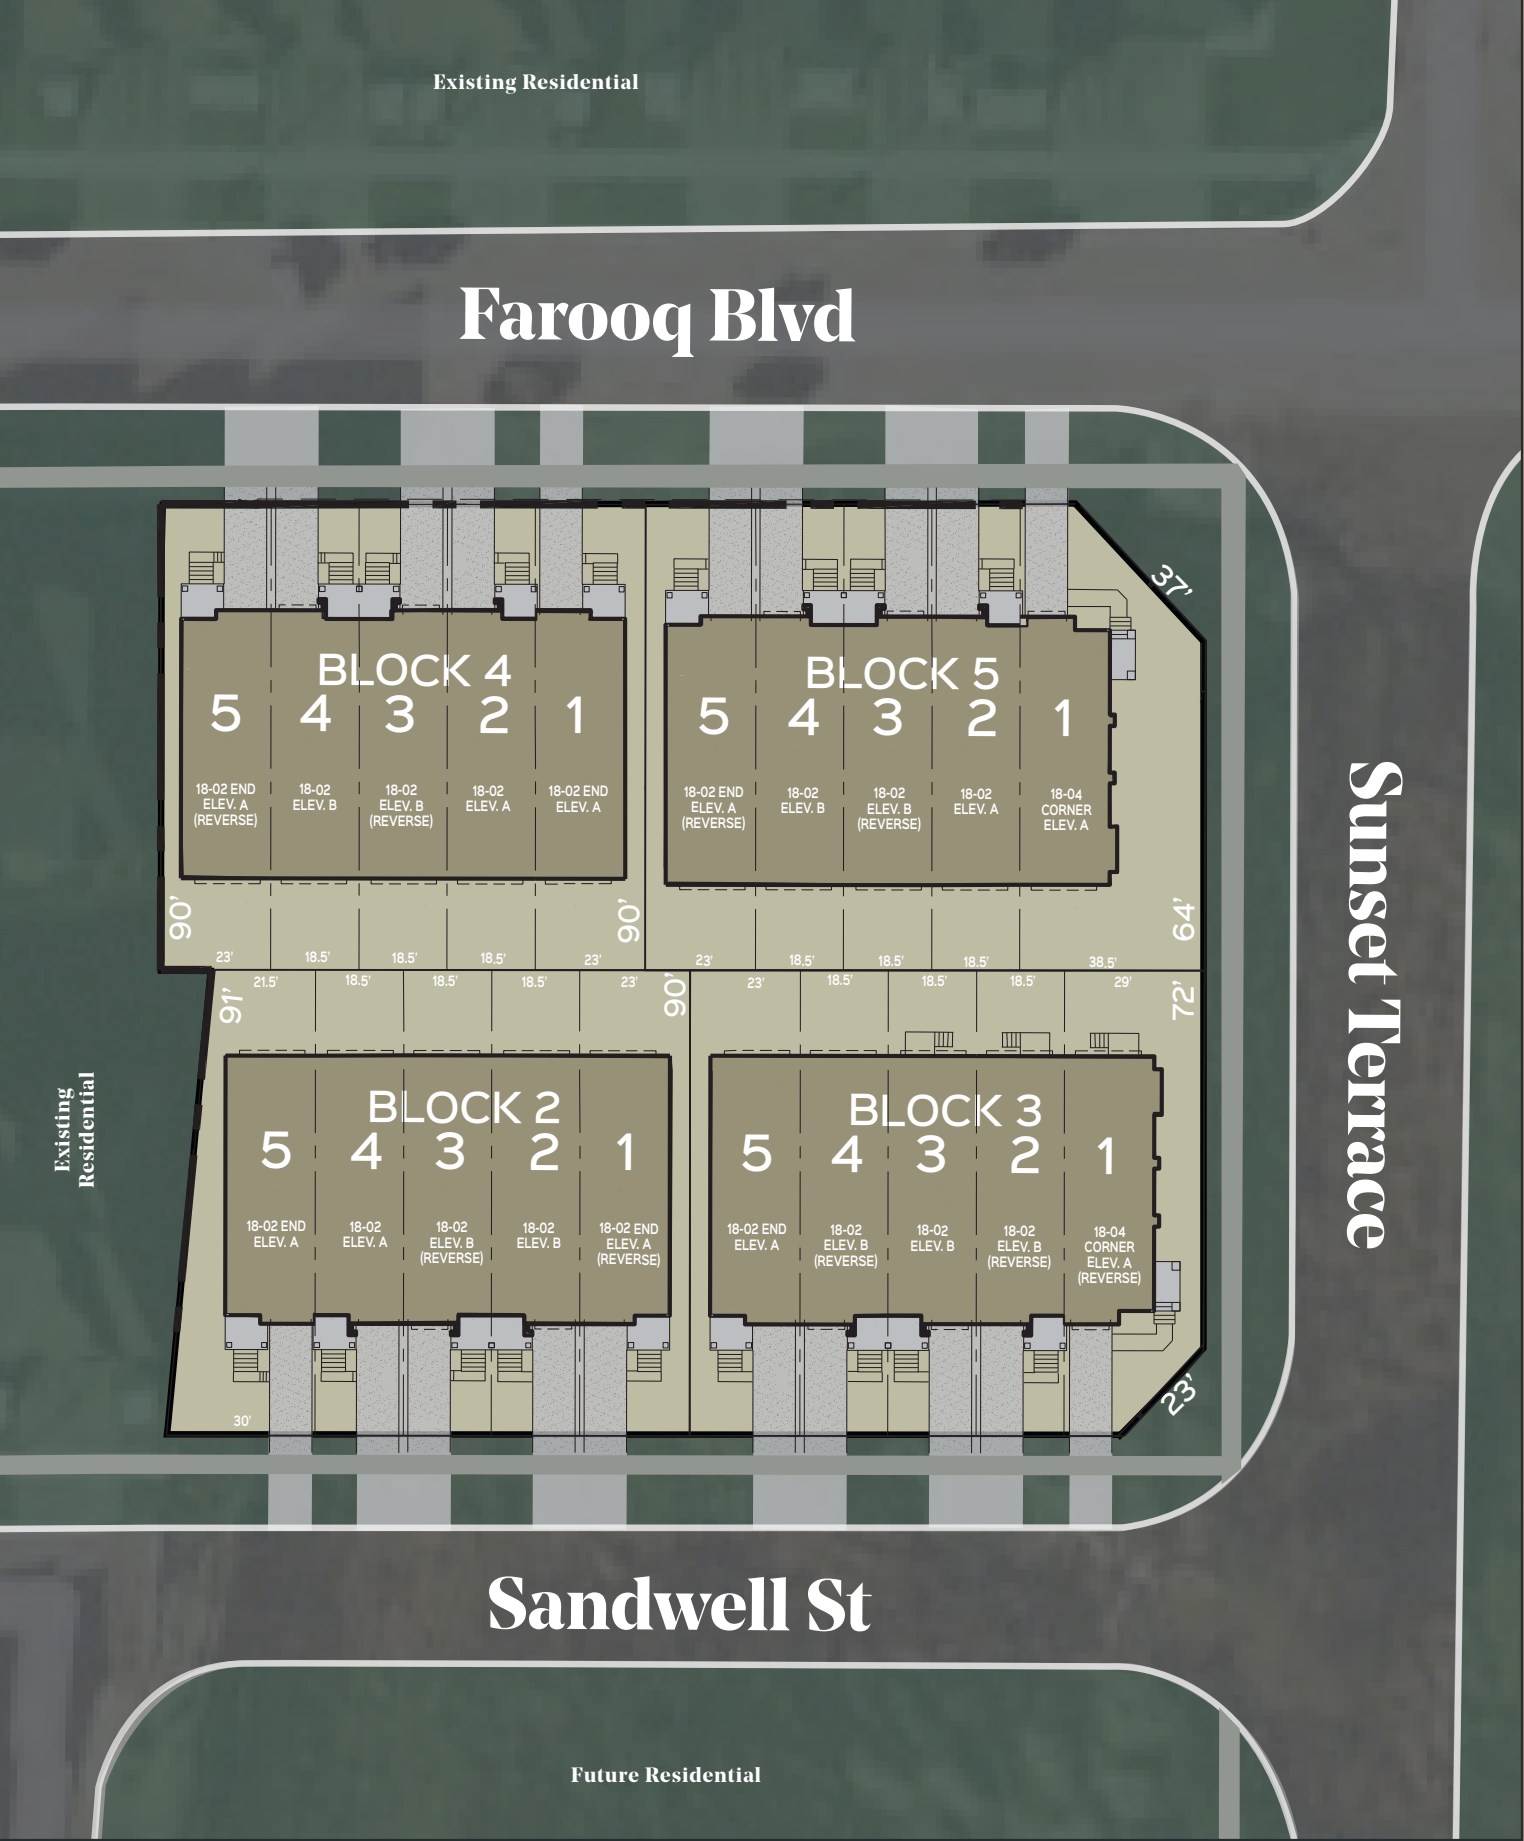 Existing Residential
Farooq Blvd
37’
BLOCK 4
5 4 3 2 1
18-02 END
ELEV. A
(REVERSE)
18-02
ELEV. B
18-02
ELEV. B
(REVERSE)
18-02
ELEV. A
18-02 END
ELEV. A
90’
90’
23’ 18.5’ 18.5’ 18.5’ 23’
BLOCK 5
5 4 3 2 1
18-02 END
ELEV. A
(REVERSE)
18-02
ELEV. B
18-02
ELEV. B
(REVERSE)
18-02
ELEV. A
18-04
CORNER
ELEV. A
64’
23’ 18.5’ 18.5’ 18.5’ 38.5’
Sunset Terrace
91’
21.5’ 18.5’ 18.5’ 18.5’ 23’
90’
BLOCK 2
5 4 3 2 1
18-02 END
ELEV. A
18-02
ELEV. A
18-02
ELEV. B
(REVERSE)
18-02
ELEV. B
18-02 END
ELEV. A
(REVERSE)
30’
23’ 18.5’ 18.5’ 18.5’ 29’
72’
BLOCK 3
5 4 3 2 1
18-02 END
ELEV. A
18-02
ELEV. B
(REVERSE)
18-02
ELEV. B
18-02
ELEV. B
(REVERSE)
18-04
CORNER
ELEV. A
(REVERSE)
23’
Existing
Residential
Sandwell St
Future Residential